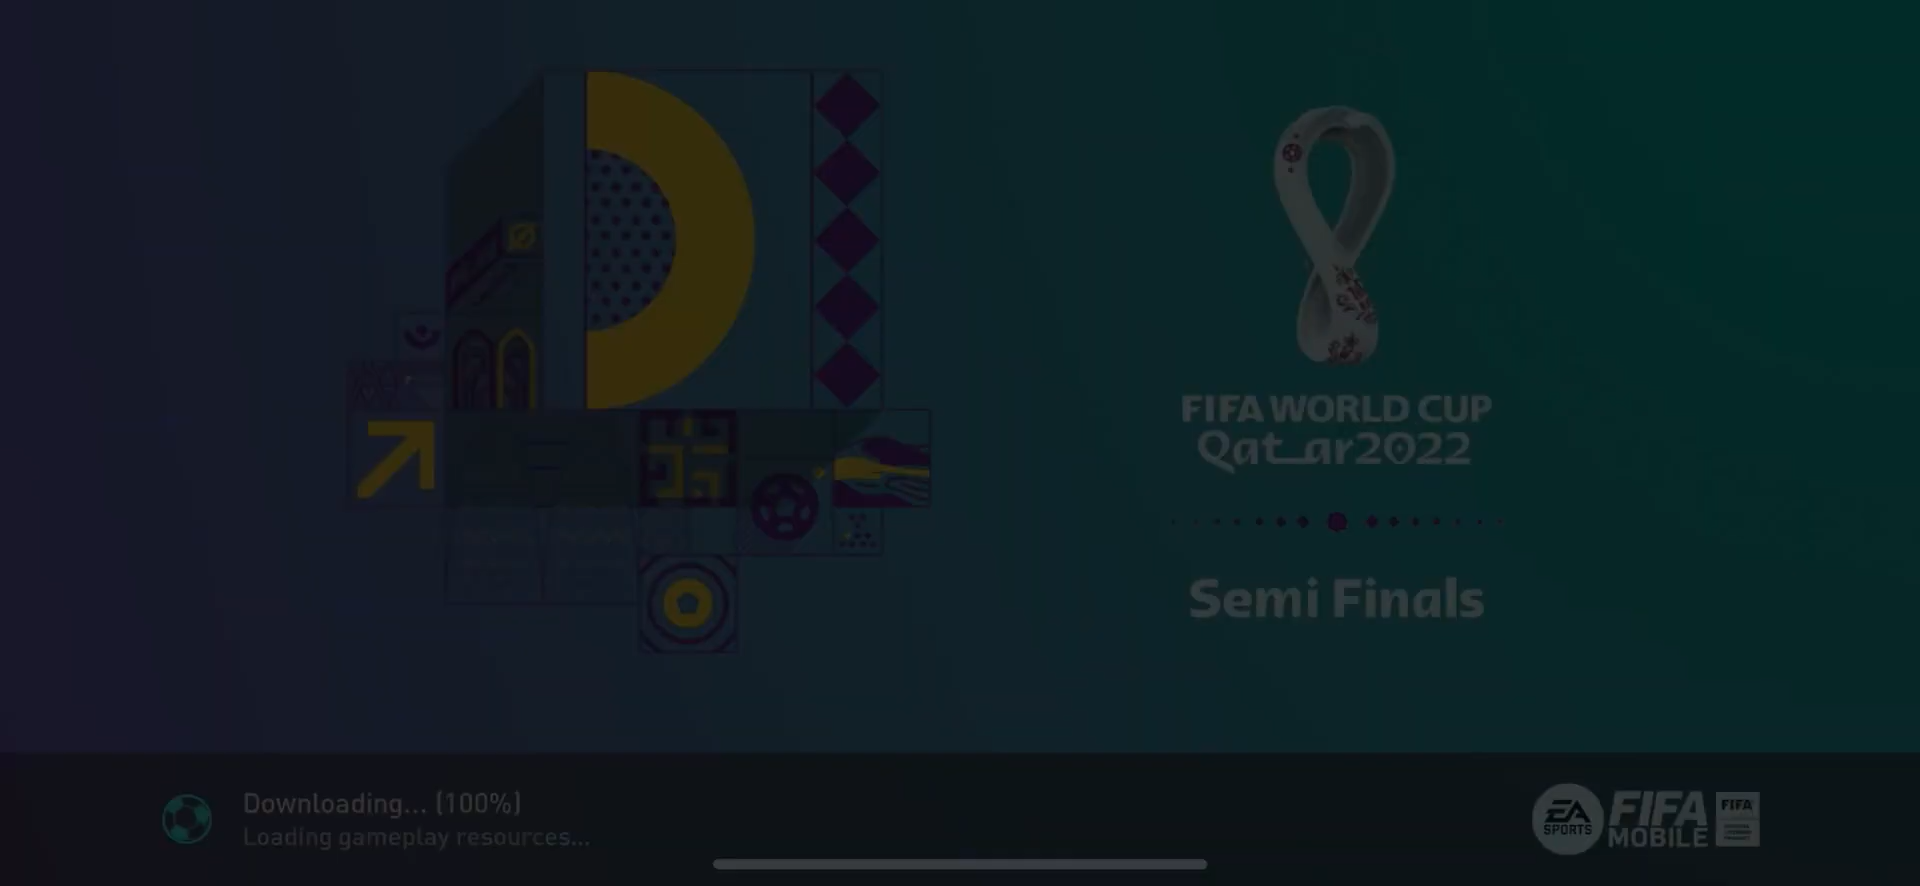 FIFA WORLD CUP
Qatar2022
Semi Finals
Downloading... (100%)
Loading gameplay resources...
EA
SPORTS
FIFA
MOBILE
FIFA